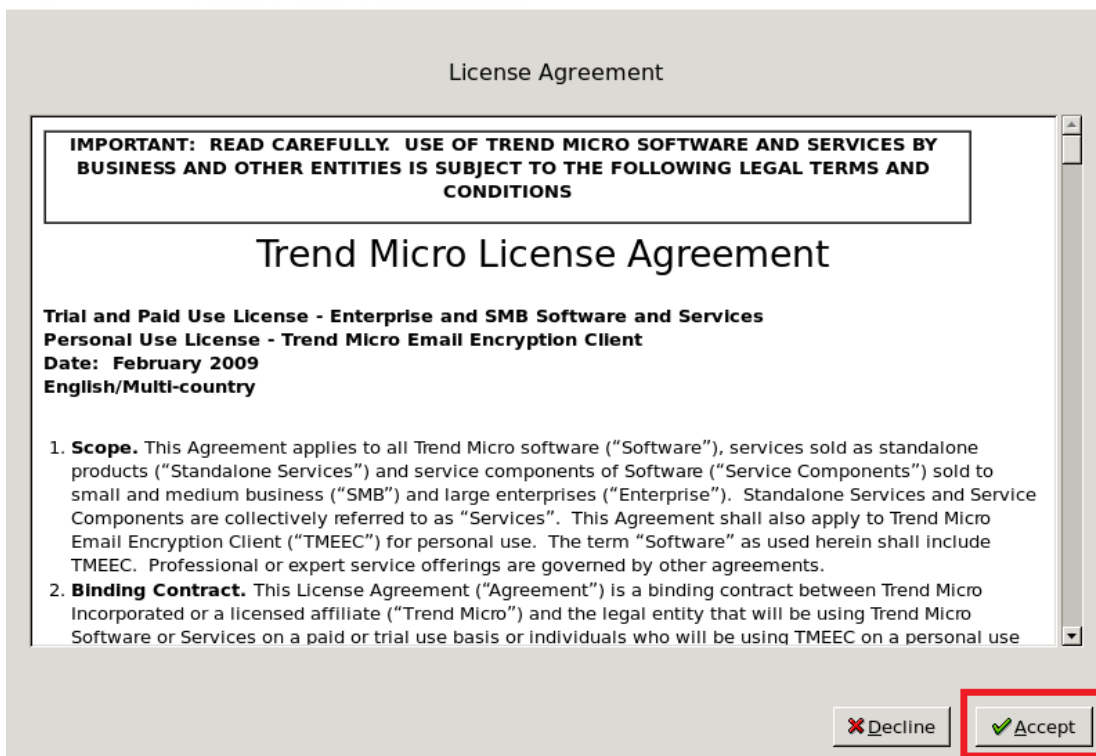 License Agreement
IMPORTANT:  READ CAREFULLY.  USE OF TREND MICRO SOFTWARE AND SERVICES BY
BUSINESS AND OTHER ENTITIES IS SUBJECT TO THE FOLLOWING LEGAL TERMS AND
CONDITIONS
Trend Micro License Agreement
Trial and Paid Use License - Enterprise and SMB Software and Services
Personal Use License - Trend Micro Email Encryption Client
Date:  February 2009
English/Multi-country
1. Scope. This Agreement applies to all Trend Micro software (“Software”), services sold as standalone
products (“Standalone Services”) and service components of Software (“Service Components”) sold to
small and medium business (“SMB”) and large enterprises (“Enterprise”).  Standalone Services and Service
Components are collectively referred to as “Services”.  This Agreement shall also apply to Trend Micro
Email Encryption Client (“TMEEC”) for personal use.  The term “Software” as used herein shall include
TMEEC.  Professional or expert service offerings are governed by other agreements.
2. Binding Contract. This License Agreement (“Agreement”) is a binding contract between Trend Micro
Incorporated or a licensed affiliate (“Trend Micro”) and the legal entity that will be using Trend Micro
Software or Services on a paid or trial use basis or individuals who will be using TMEEC on a personal use
Decline
Accept